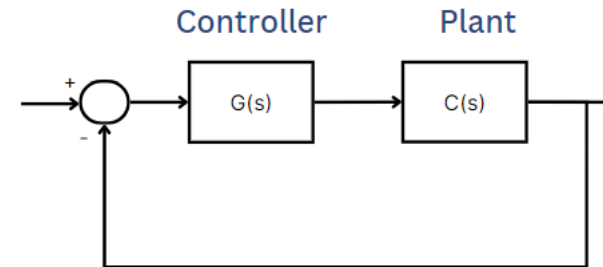 Controller Plant
+
G(s) C(s)
-